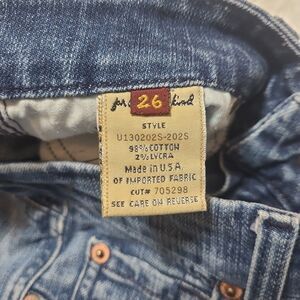 for 26 kind
STYLE
U130202S-202S
98% COTTON
2% LYCRA
Made in U.S.A.
OF IMPORTED FABRIC
CUT# 705298
SEE CARE ON REVERSE